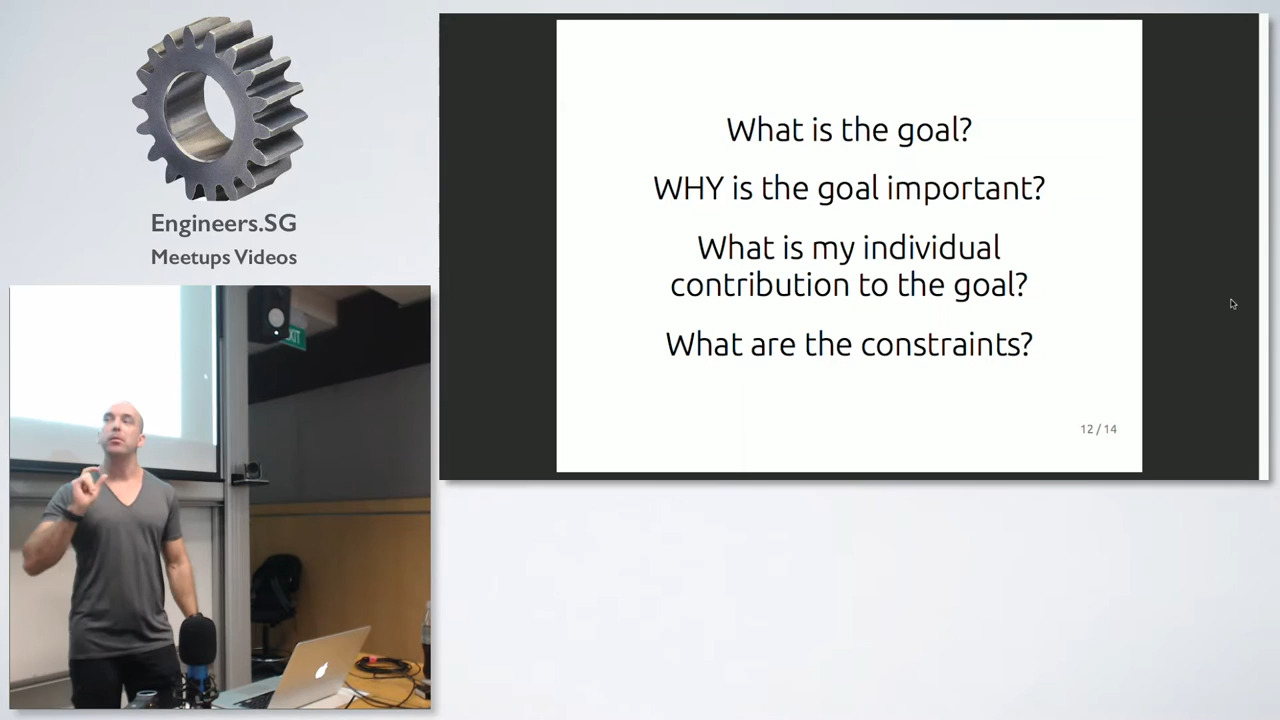 Engineers.SG
Meetups Videos
What is the goal?
WHY is the goal important?
What is my individual
contribution to the goal?
What are the constraints?
12 / 14